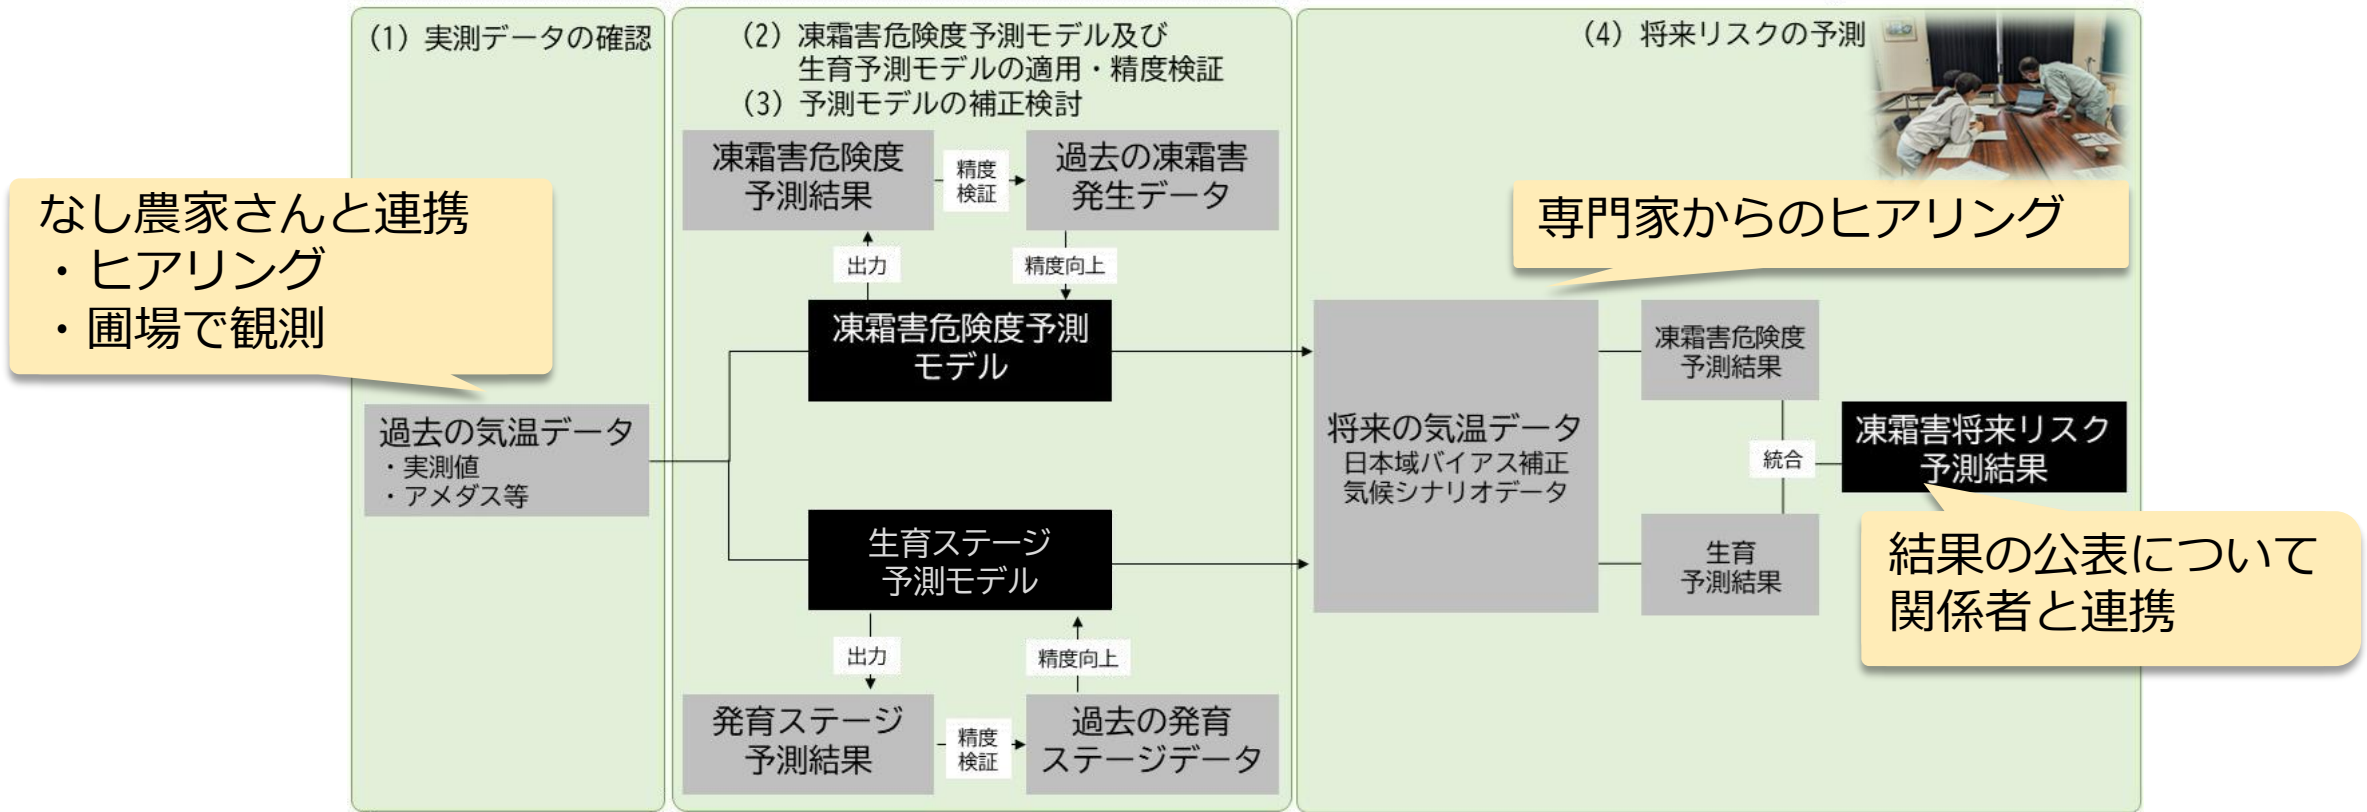 (1) 実測データの確認
なし農家さんと連携
・ヒアリング
・圃場で観測
過去の気温データ
・実測値
・アメダス等
(2) 凍霜害危険度予測モデル及び
生育予測モデルの適用・精度検証
(3) 予測モデルの補正検討
凍霜害危険度
予測結果
精度
検証
過去の凍霜害
発生データ
出力
精度向上
凍霜害危険度予測
モデル
生育ステージ
予測モデル
出力
精度向上
発育ステージ
予測結果
精度
検証
過去の発育
ステージデータ
(4) 将来リスクの予測
専門家からのヒアリング
将来の気温データ
日本域バイアス補正
気候シナリオデータ
凍霜害危険度
予測結果
統合
生育
予測結果
凍霜害将来リスク
予測結果
結果の公表について
関係者と連携